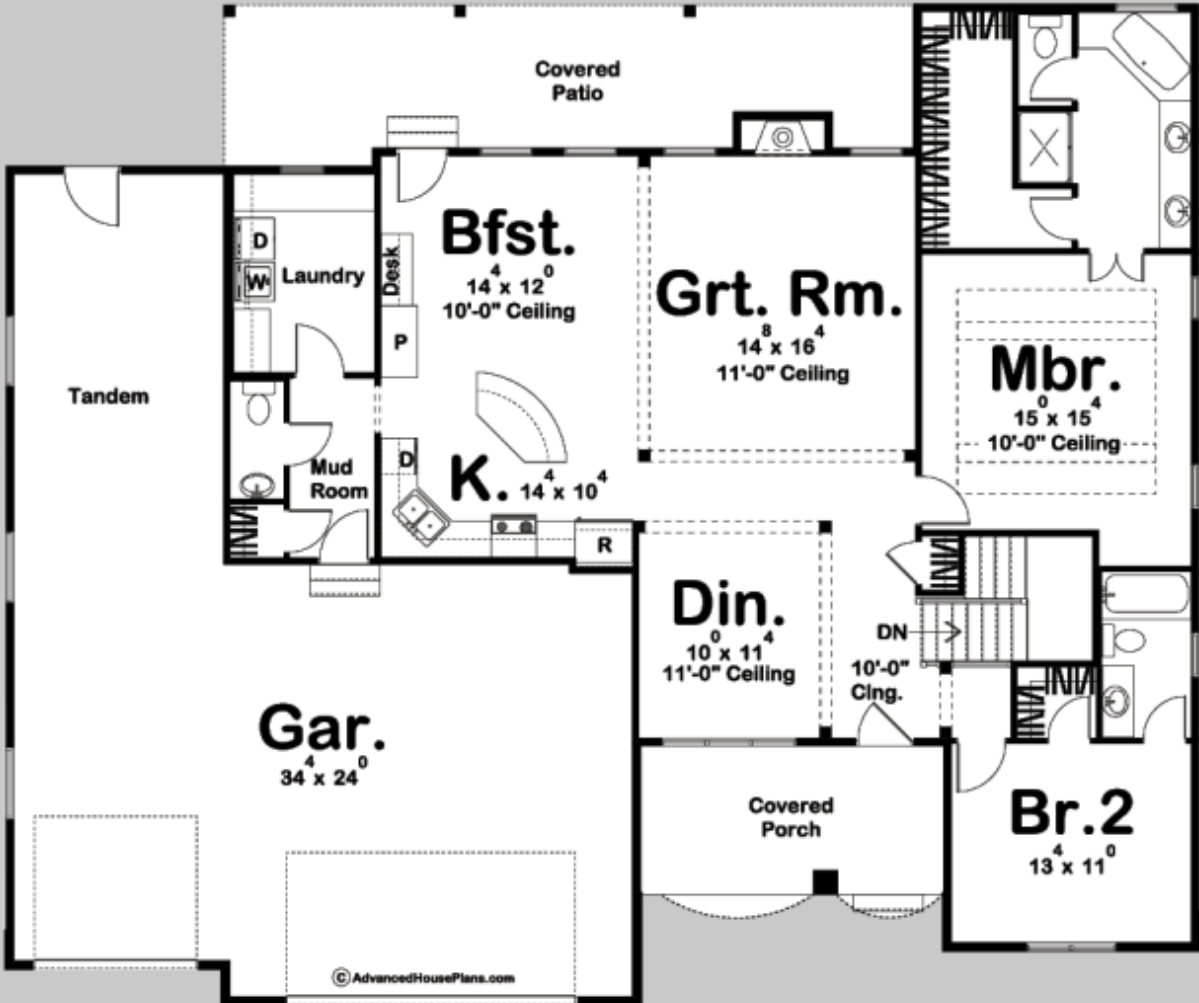 Covered
Patio
Bfst.
14⁴ x 12⁰
10'-0" Ceiling
Desk
P
D
W
Laundry
Grt. Rm.
14⁸ x 16⁴
11'-0" Ceiling
Mbr.
15⁰ x 15⁴
10'-0" Ceiling
Tandem
Mud
Room
D
K. 14⁴ x 10⁴
R
Din.
10⁰ x 11⁴
11'-0" Ceiling
DN
10'-0"
Clng.
Gar.
34⁴ x 24⁰
Covered
Porch
Br.2
13⁴ x 11⁰
© AdvancedHousePlans.com